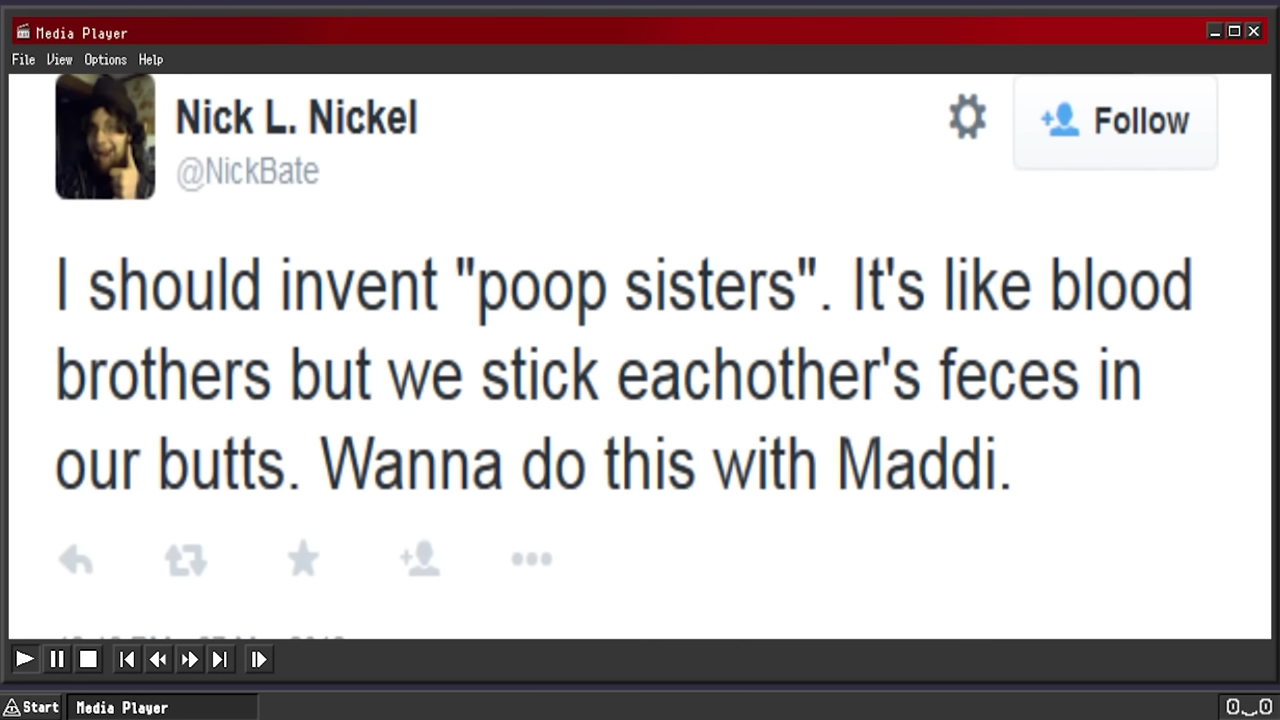 Media Player
File View Options Help
Nick L. Nickel
@NickBate
Follow
I should invent "poop sisters". It's like blood
brothers but we stick eachother's feces in
our butts. Wanna do this with Maddi.
Start Media Player